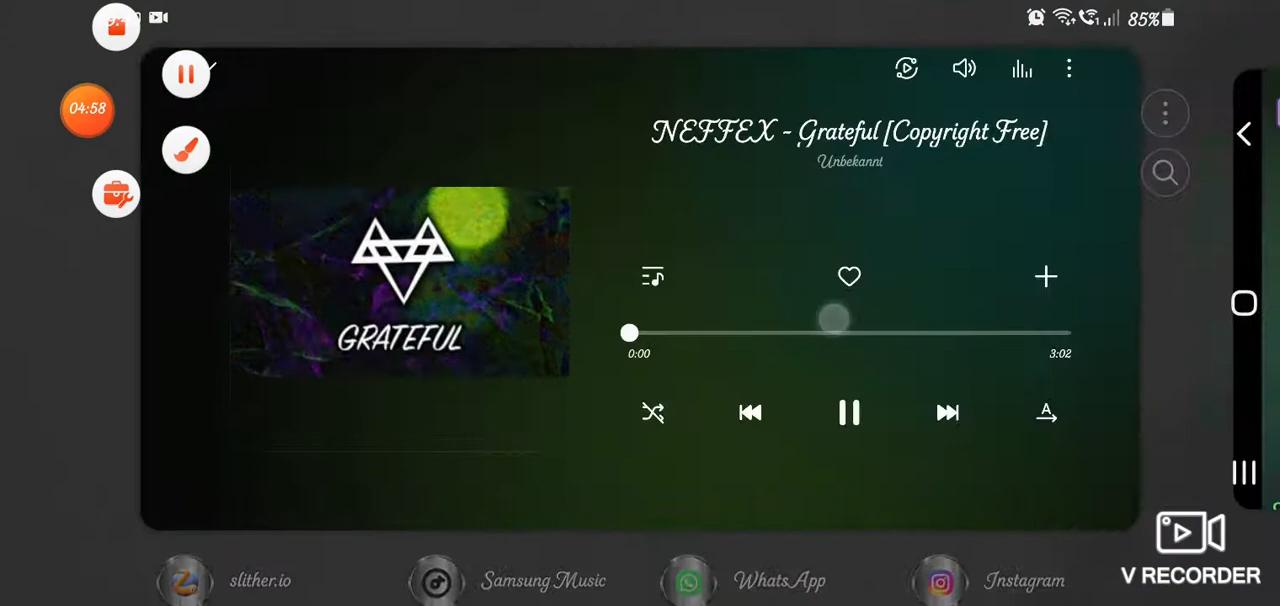 85%
04:58
NEFFEX - Grateful [Copyright Free]
Unbekannt
GRATEFUL
0:00
3:02
A
slither.io
Samsung Music
WhatsApp
Instagram
V RECORDER